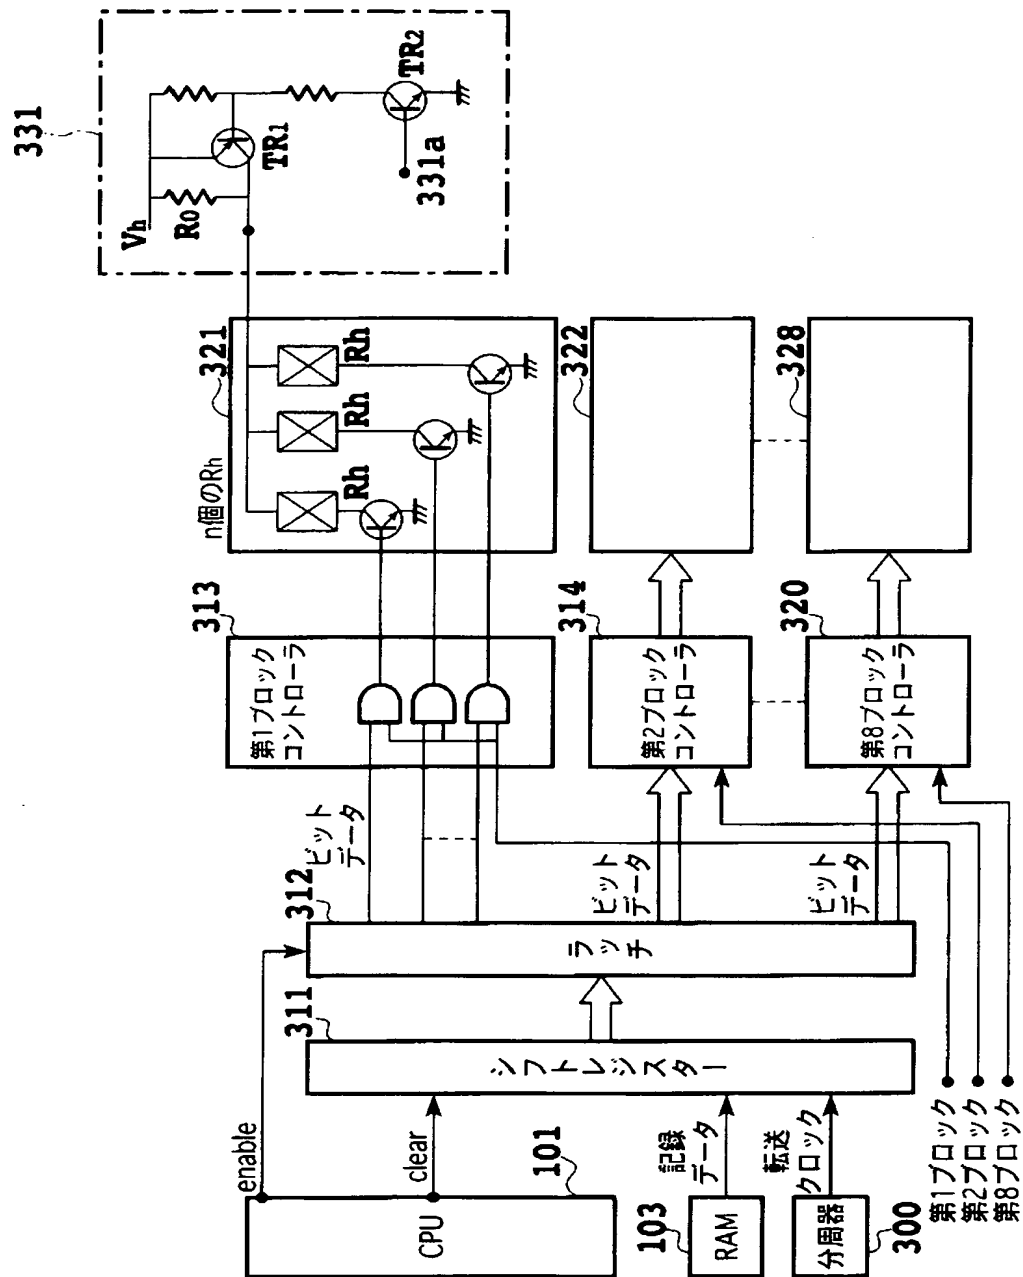 331
Vh
R0
TR1
TR2
331a
321
n個のRh
Rh
Rh
Rh
322
328
313
第1ブロック
コントローラ
314
第2ブロック
コントローラ
320
第8ブロック
コントローラ
ビット
データ
ビット
データ
ビット
データ
312
ラッチ
311
シフトレジスター
enable
clear
記録
データ
転送
クロック
101
CPU
103
RAM
300
分周器
第1ブロック
第2ブロック
第8ブロック